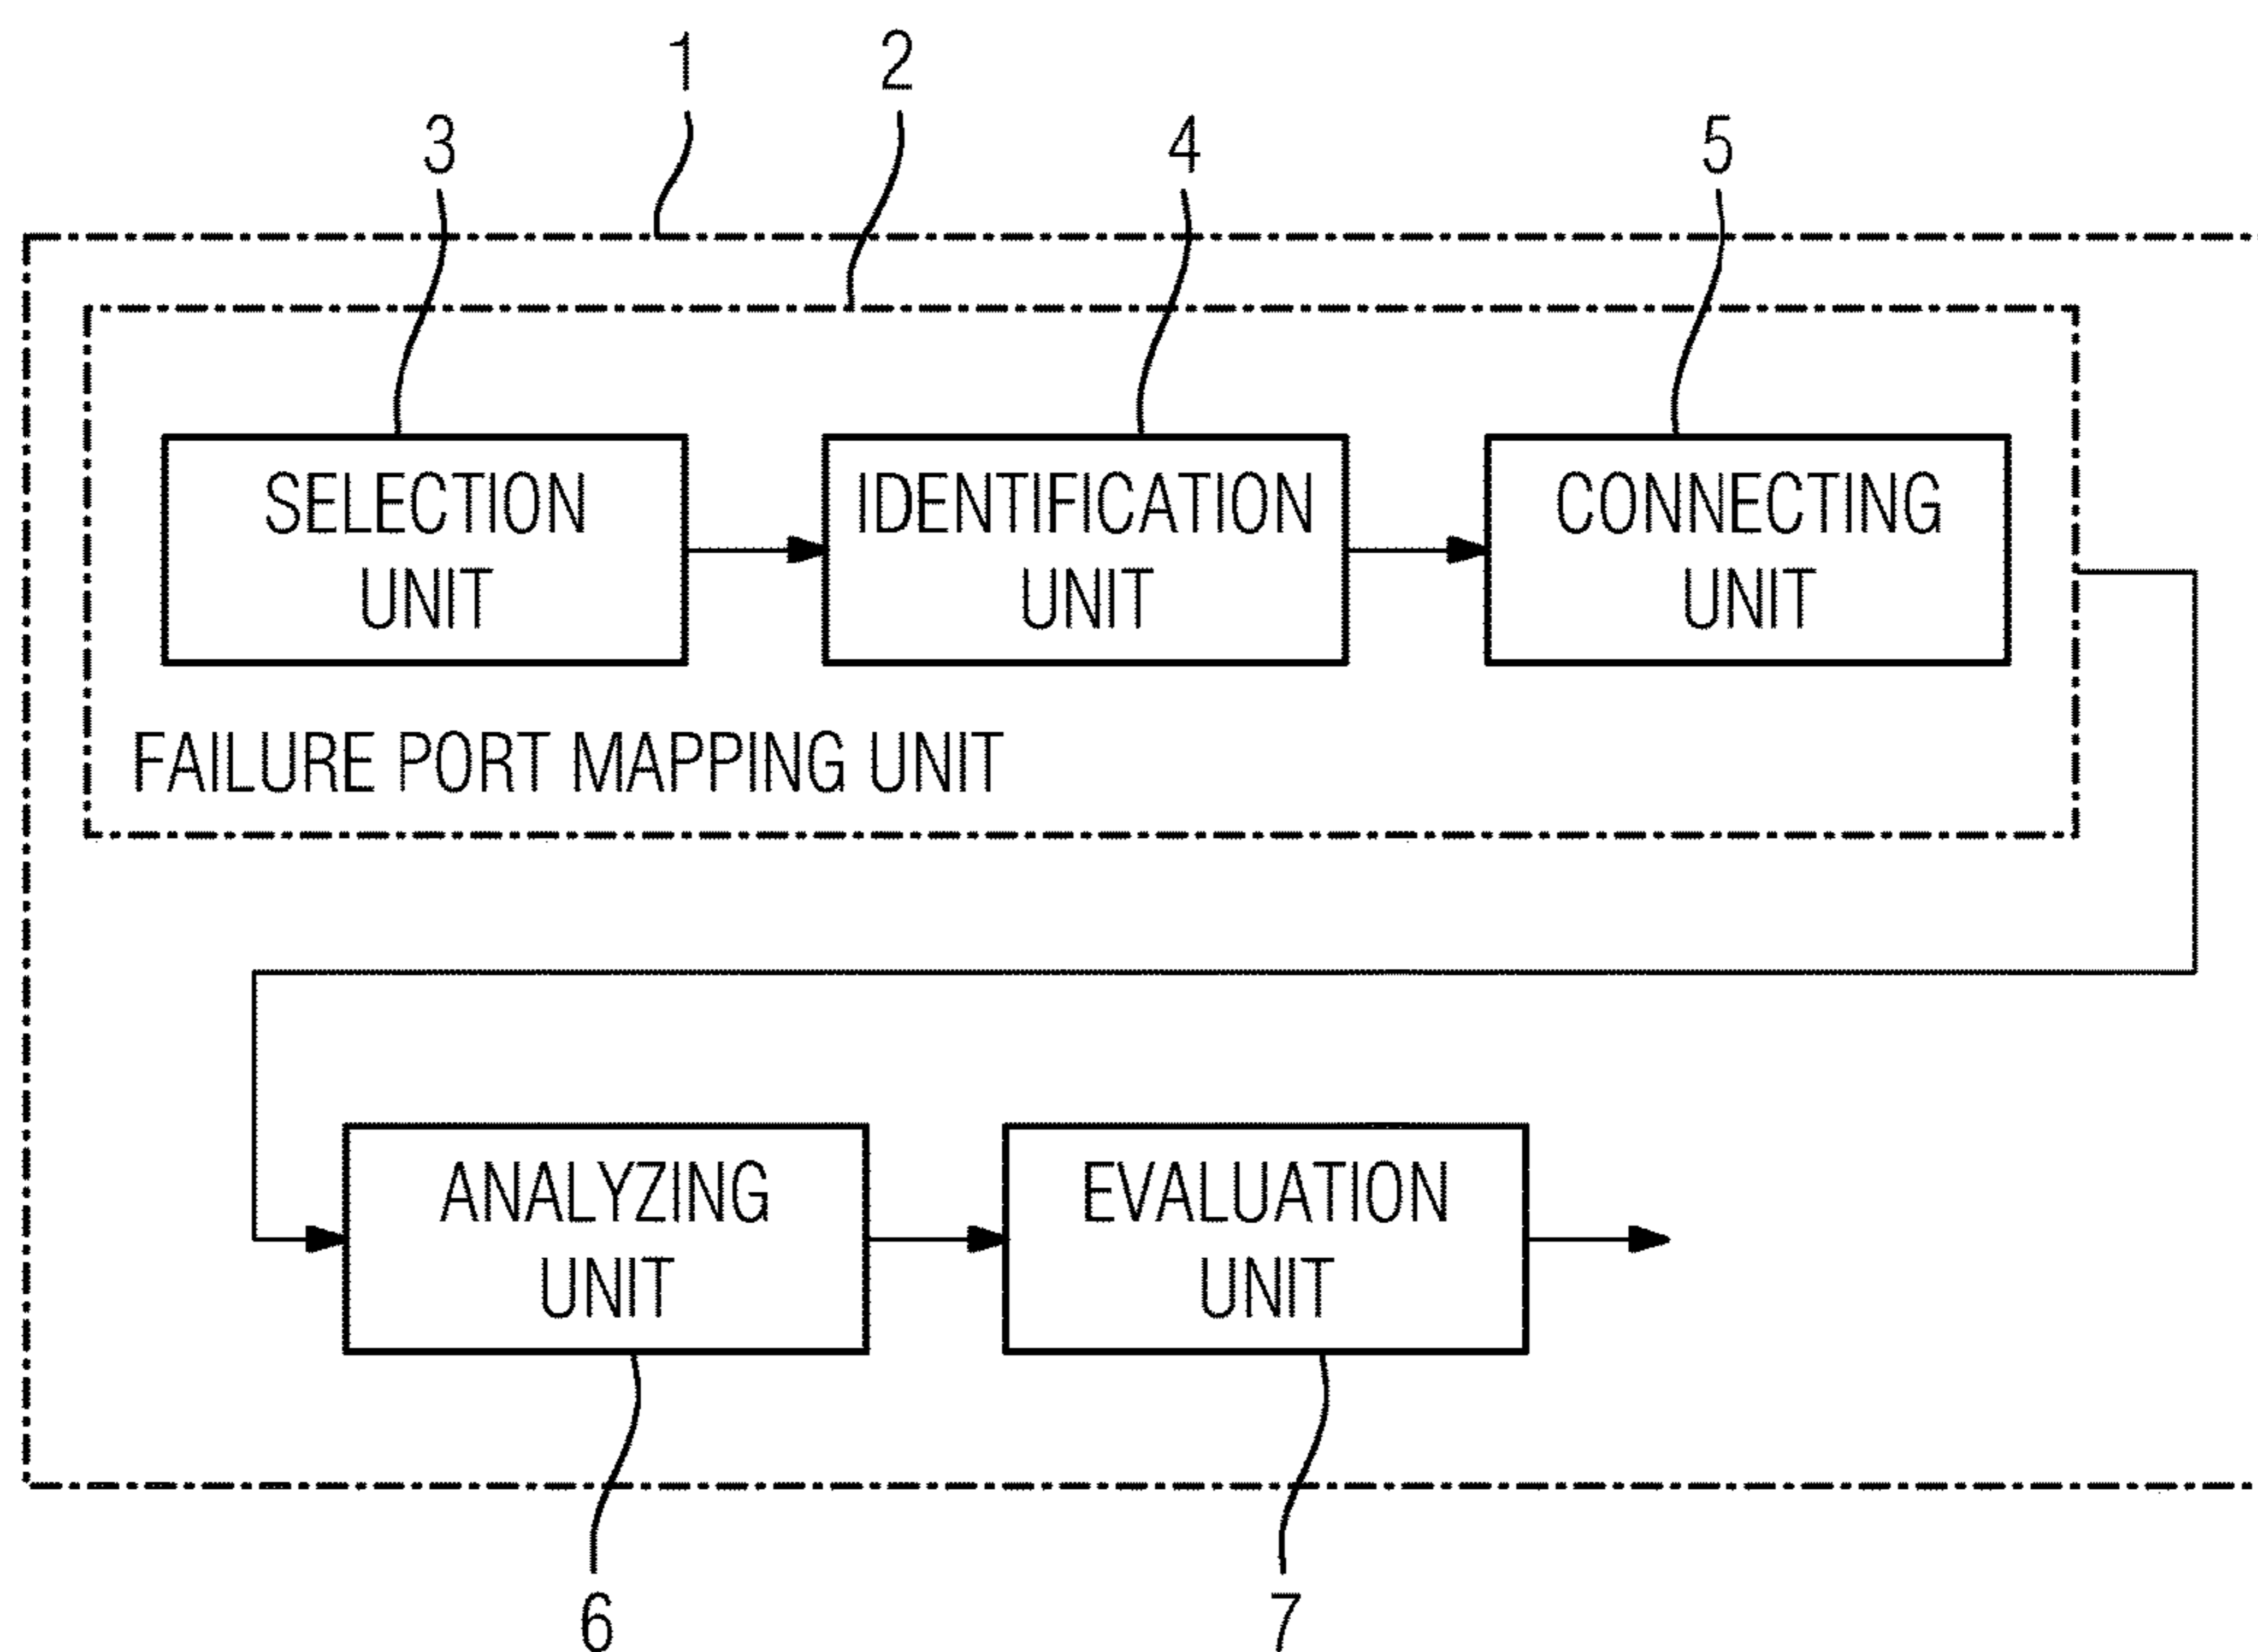 1
2
3
4
5
SELECTION
UNIT
IDENTIFICATION
UNIT
CONNECTING
UNIT
FAILURE PORT MAPPING UNIT
ANALYZING
UNIT
EVALUATION
UNIT
6
7